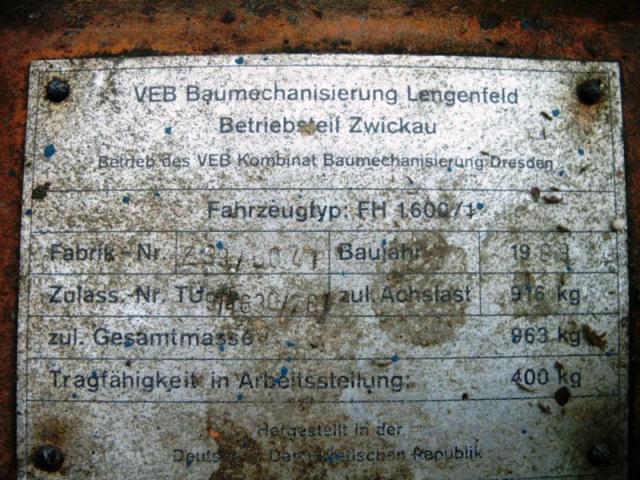 VEB Baumechanisierung Lengenfeld
Betriebsteil Zwickau
Betrieb des VEB Kombinat Baumechanisierung Dresden
Fahrzeugtyp: FH 1600/1
Fabrik-Nr. Baujahr 19
Zulass. Nr. TÜ zul. Achslast 916 kg
zul. Gesamtmasse 963 kg
Tragfähigkeit in Arbeitsstellung: 400 kg
Hergestellt in der
Deutschen Demokratischen Republik